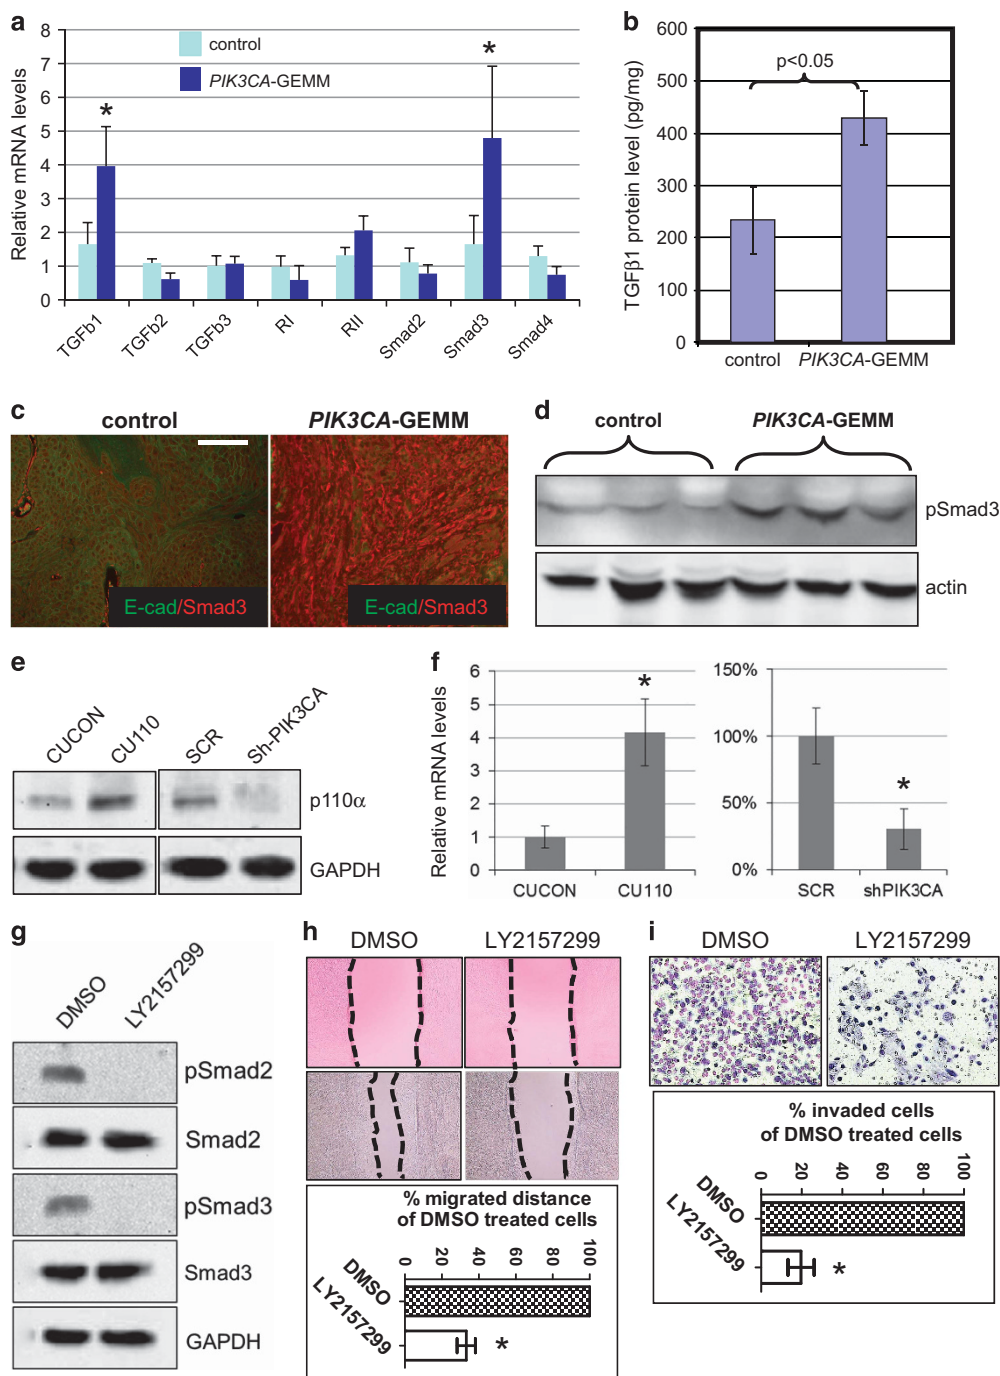 a
8
7
6
5
4
3
2
1
0
Relative mRNA levels
control
PIK3CA-GEMM
*
*
TGFb1
TGFb2
TGFb3
RI
RII
Smad2
Smad3
Smad4
b
600
500
400
300
200
100
0
TGFβ1 protein level (pg/mg)
p<0.05
control
PIK3CA-GEMM
c
control
PIK3CA-GEMM
E-cad/Smad3
E-cad/Smad3
d
control
PIK3CA-GEMM
pSmad3
actin
e
CUCON
CU110
SCR
Sh-PIK3CA
p110α
GAPDH
f
Relative mRNA levels
6
5
4
3
2
1
0
*
CUCON
CU110
150%
100%
50%
0%
*
SCR
shPIK3CA
g
DMSO
LY2157299
pSmad2
Smad2
pSmad3
Smad3
GAPDH
h
DMSO
LY2157299
% migrated distance
of DMSO treated cells
0
20
40
60
80
100
DMSO
LY2157299
*
i
DMSO
LY2157299
% invaded cells
of DMSO treated cells
0
20
40
60
80
100
DMSO
LY2157299
*